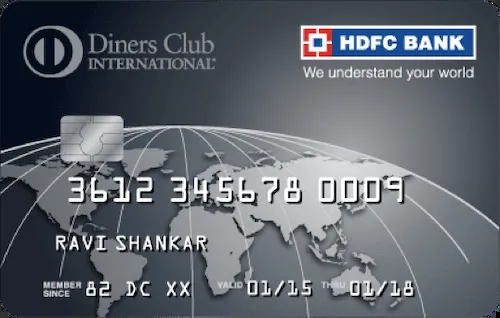 Diners Club
INTERNATIONAL®
HDFC BANK
We understand your world
3612 345678 0009
RAVI SHANKAR
MEMBER SINCE 82 DC XX VALID 01/15 THRU 01/18